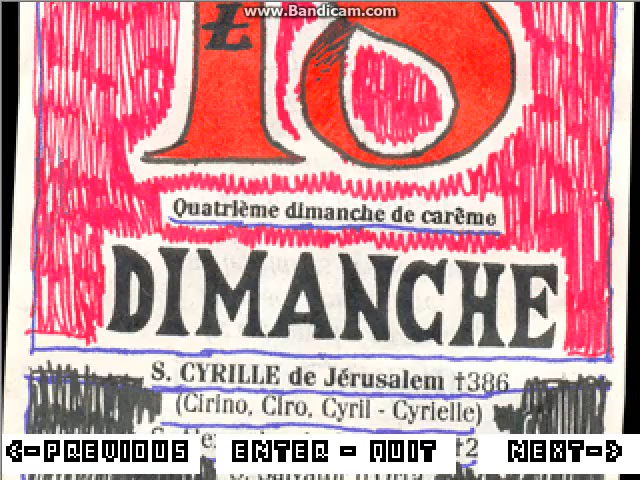 www.Bandicam.com
18
Quatrième dimanche de carême
DIMANCHE
S. CYRILLE de Jérusalem †386
(Cirino, Ciro, Cyril - Cyrielle)
<-PREVIOUS ENTER - QUIT NEXT->